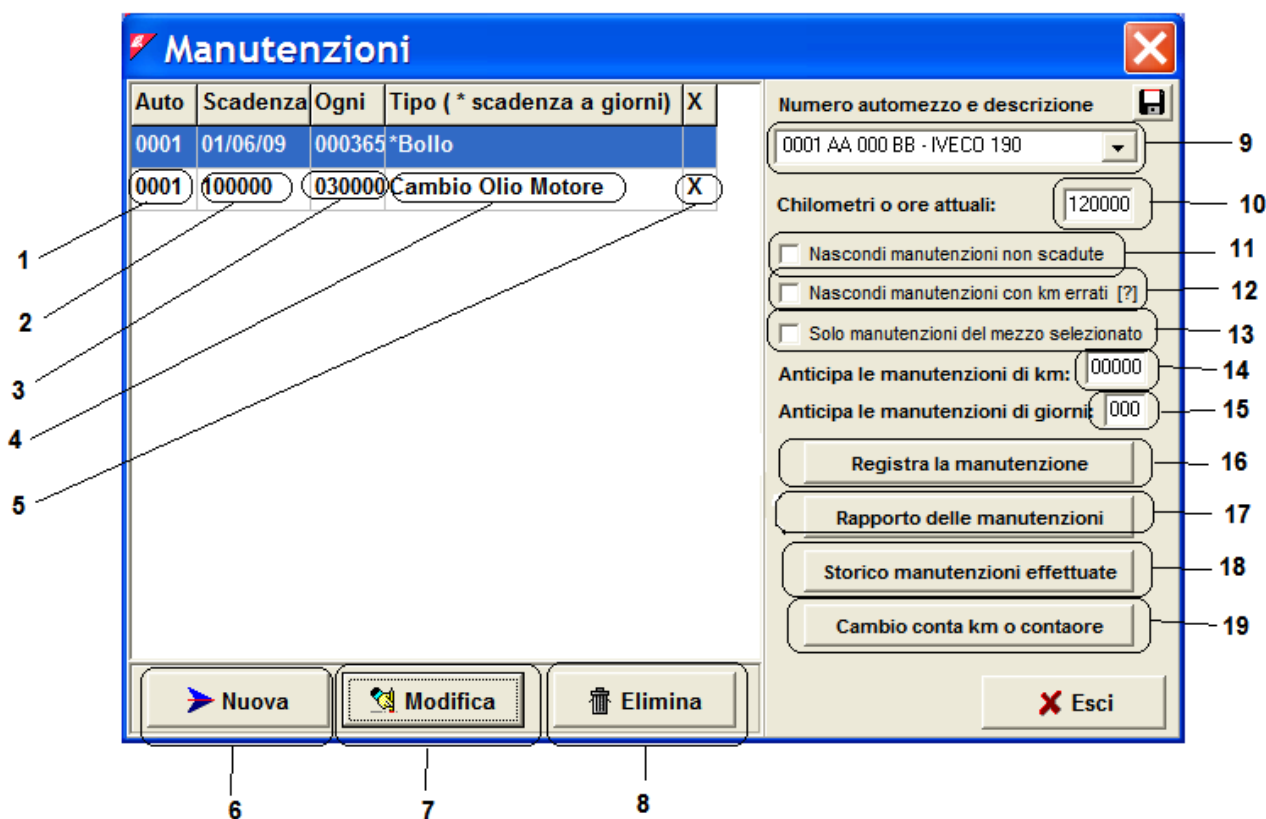 Manutenzioni
Auto Scadenza Ogni Tipo ( * scadenza a giorni) X
0001 01/06/09 000365 *Bollo
0001 100000 030000 Cambio Olio Motore X
1
2
3
4
5
Nuova
Modifica
Elimina
6
7
8
Numero automezzo e descrizione
0001 AA 000 BB - IVECO 190
9
Chilometri o ore attuali: 120000
10
Nascondi manutenzioni non scadute
11
Nascondi manutenzioni con km errati [?]
12
Solo manutenzioni del mezzo selezionato
13
Anticipa le manutenzioni di km: 00000
14
Anticipa le manutenzioni di giorni: 000
15
Registra la manutenzione
16
Rapporto delle manutenzioni
17
Storico manutenzioni effettuate
18
Cambio conta km o contaore
19
Esci